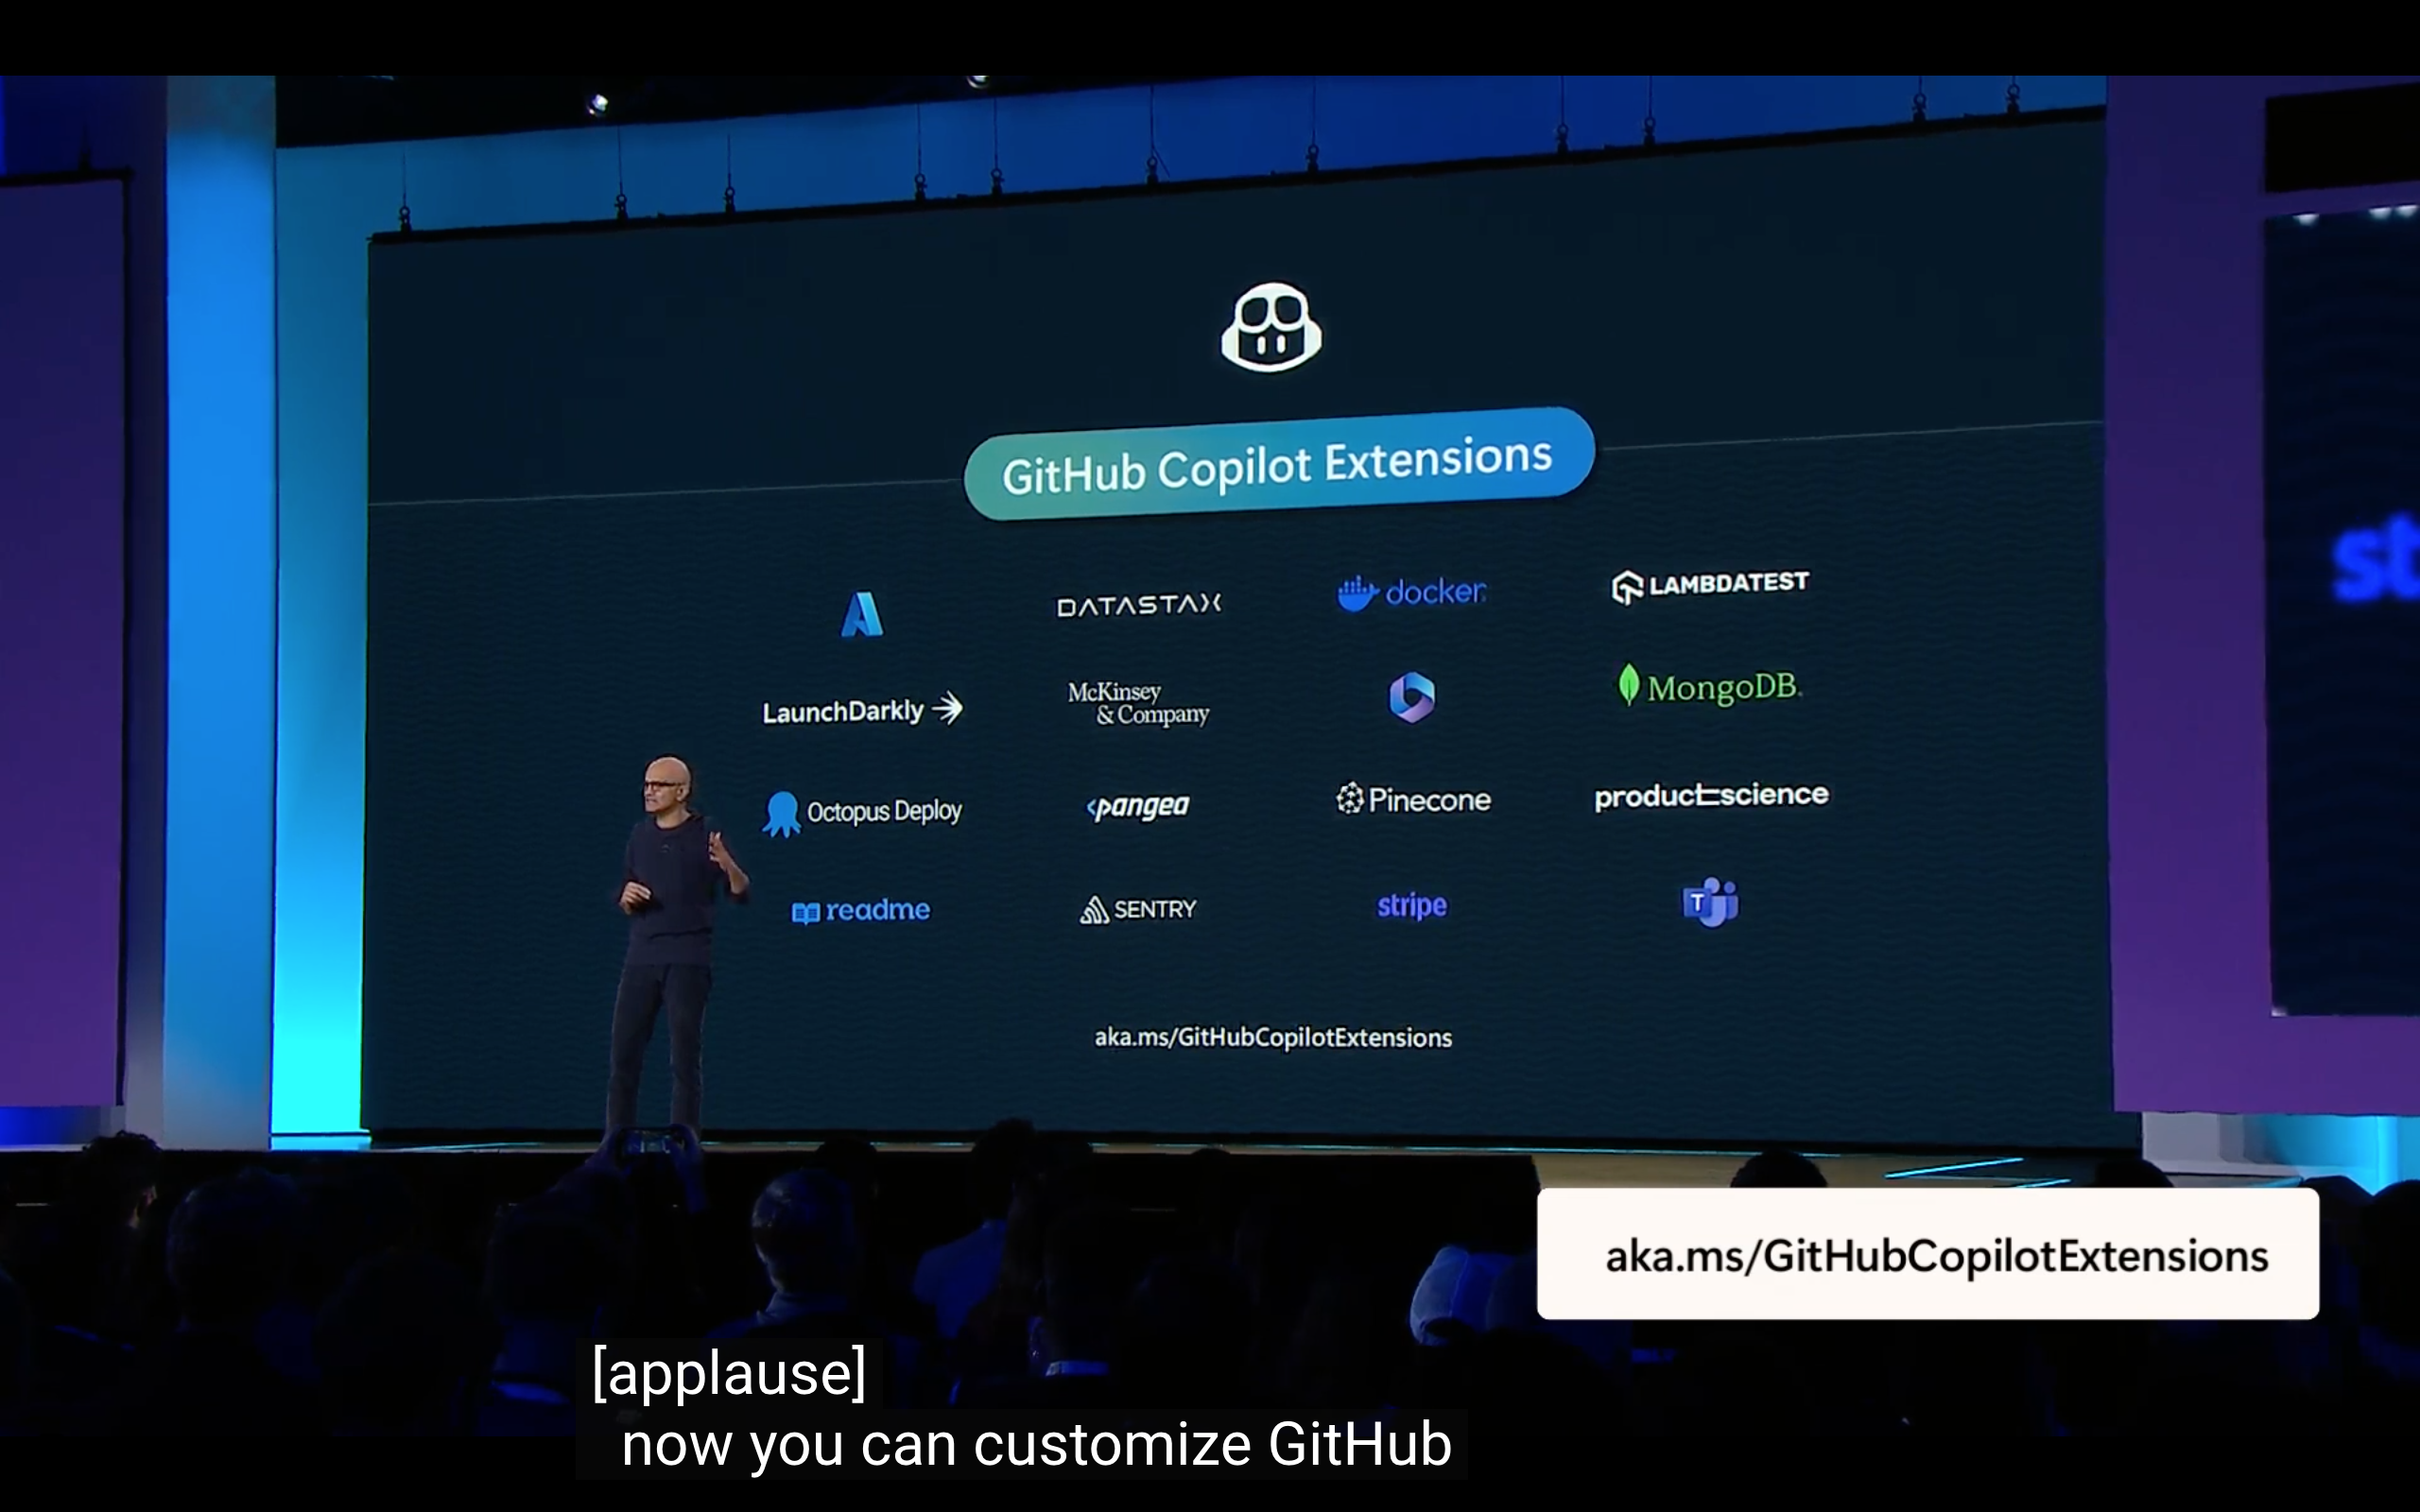 GitHub Copilot Extensions
DATASTAX
docker
LAMBDATEST
LaunchDarkly
McKinsey
& Company
MongoDB®
Octopus Deploy
pangea
Pinecone
productscience
readme
SENTRY
stripe
T
aka.ms/GitHubCopilotExtensions
st
aka.ms/GitHubCopilotExtensions
[applause]
now you can customize GitHub